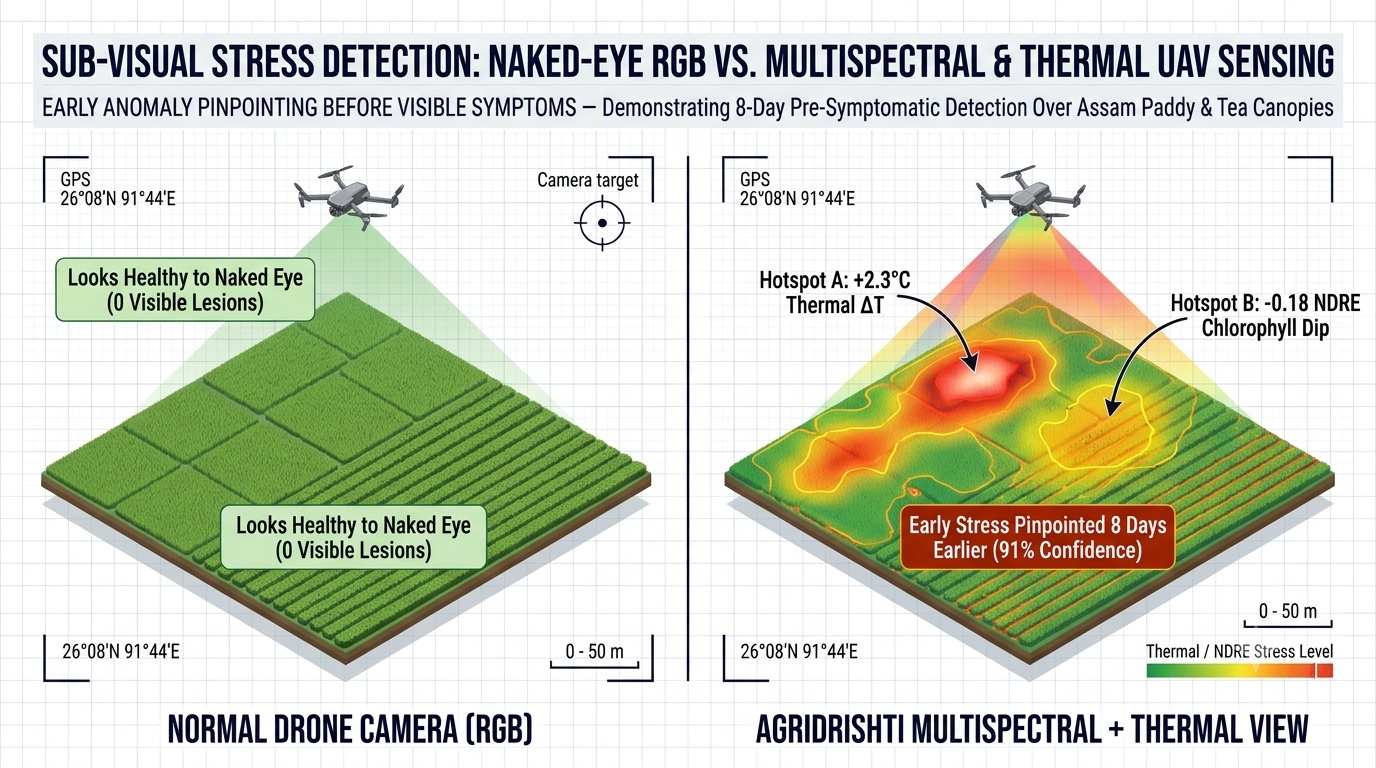 SUB-VISUAL STRESS DETECTION: NAKED-EYE RGB VS. MULTISPECTRAL & THERMAL UAV SENSING
EARLY ANOMALY PINPOINTING BEFORE VISIBLE SYMPTOMS — Demonstrating 8-Day Pre-Symptomatic Detection Over Assam Paddy & Tea Canopies
GPS
26°08'N 91°44'E
Camera target
Looks Healthy to Naked Eye
(0 Visible Lesions)
Looks Healthy to Naked Eye
(0 Visible Lesions)
26°08'N 91°44'E
0 - 50 m
NORMAL DRONE CAMERA (RGB)
GPS
26°08'N 91°44'E
Hotspot A: +2.3°C
Thermal ΔT
Hotspot B: -0.18 NDRE
Chlorophyll Dip
Early Stress Pinpointed 8 Days
Earlier (91% Confidence)
0 - 50 m
26°08'N 91°44'E
Thermal / NDRE Stress Level
AGRIDRISHTI MULTISPECTRAL + THERMAL VIEW